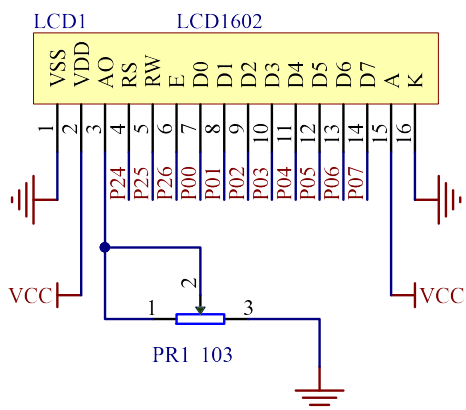 LCD1 LCD1602
VSS VDD AO RS RW E D0 D1 D2 D3 D4 D5 D6 D7 A K
1 2 3 4 5 6 7 8 9 10 11 12 13 14 15 16
P24 P25 P26 P00 P01 P02 P03 P04 P05 P06 P07
VCC VCC
2
1 3
PR1 103